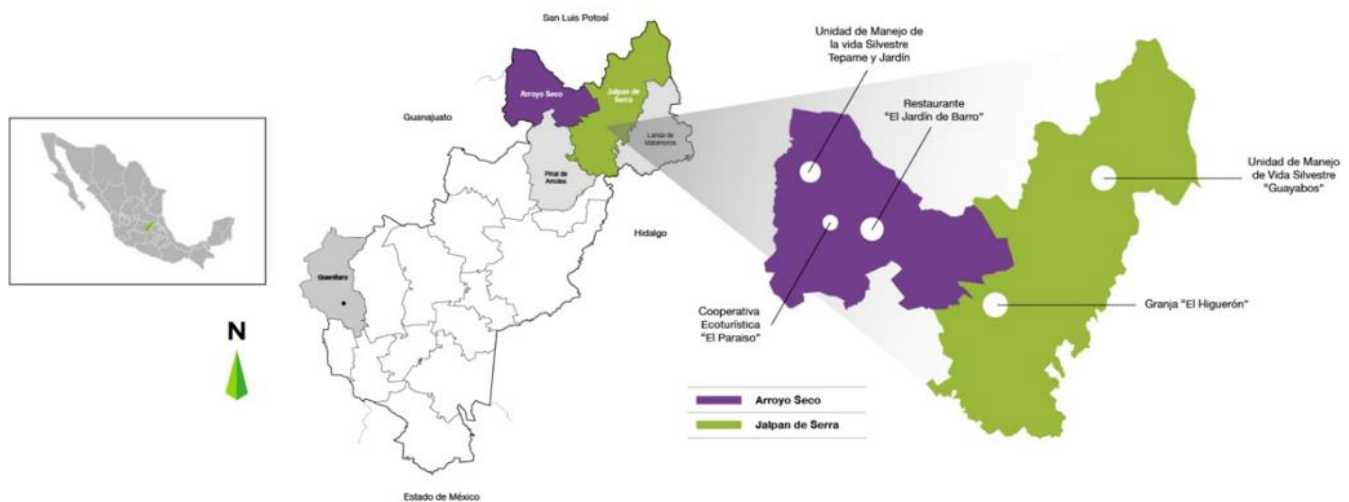 San Luis Potosí
Arroyo Seco
Jalpan
de Serra
Guanajuato
Landa de
Matamoros
Pinal de
Amoles
Hidalgo
Querétaro
Estado de México
N
Unidad de Manejo de
la vida Silvestre
Tepame y Jardín
Restaurante
"El Jardín de Barro"
Unidad de Manejo
de Vida Silvestre
"Guayabos"
Cooperativa
Ecoturística
"El Paraiso"
Granja "El Higuerón"
Arroyo Seco
Jalpan de Serra